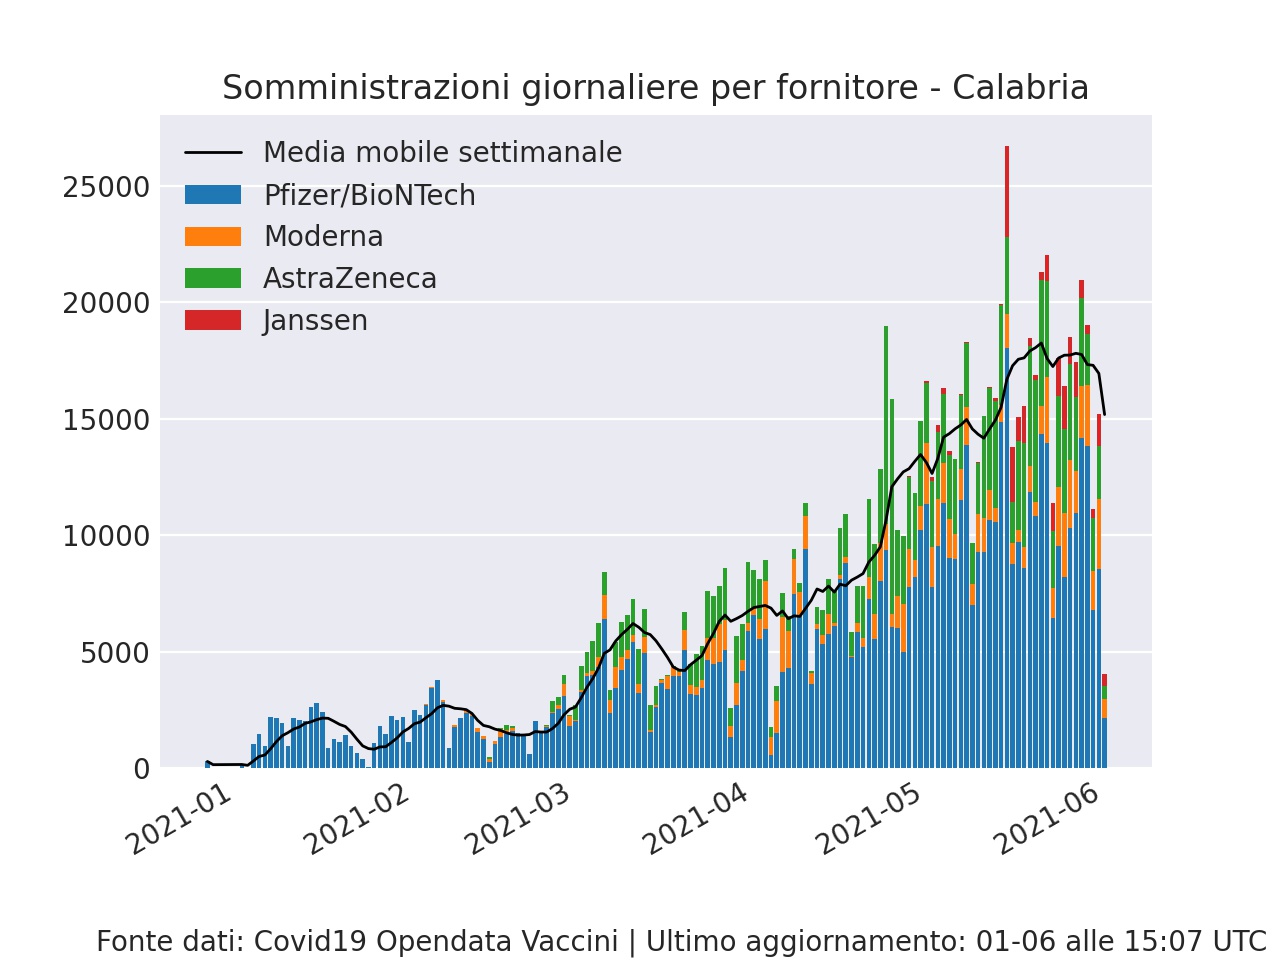 Somministrazioni giornaliere per fornitore - Calabria
Media mobile settimanale
Pfizer/BioNTech
Moderna
AstraZeneca
Janssen
25000
20000
15000
10000
5000
0
2021-01
2021-02
2021-03
2021-04
2021-05
2021-06
Fonte dati: Covid19 Opendata Vaccini | Ultimo aggiornamento: 01-06 alle 15:07 UTC